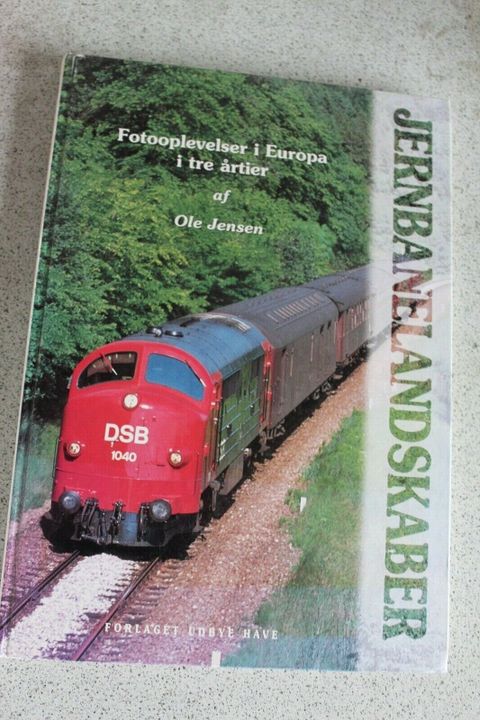 Fotooplevelser i Europa
i tre årtier
af
Ole Jensen
JERNBANELANDSKABER
DSB
1040
FORLAGET UDBYE HAVE